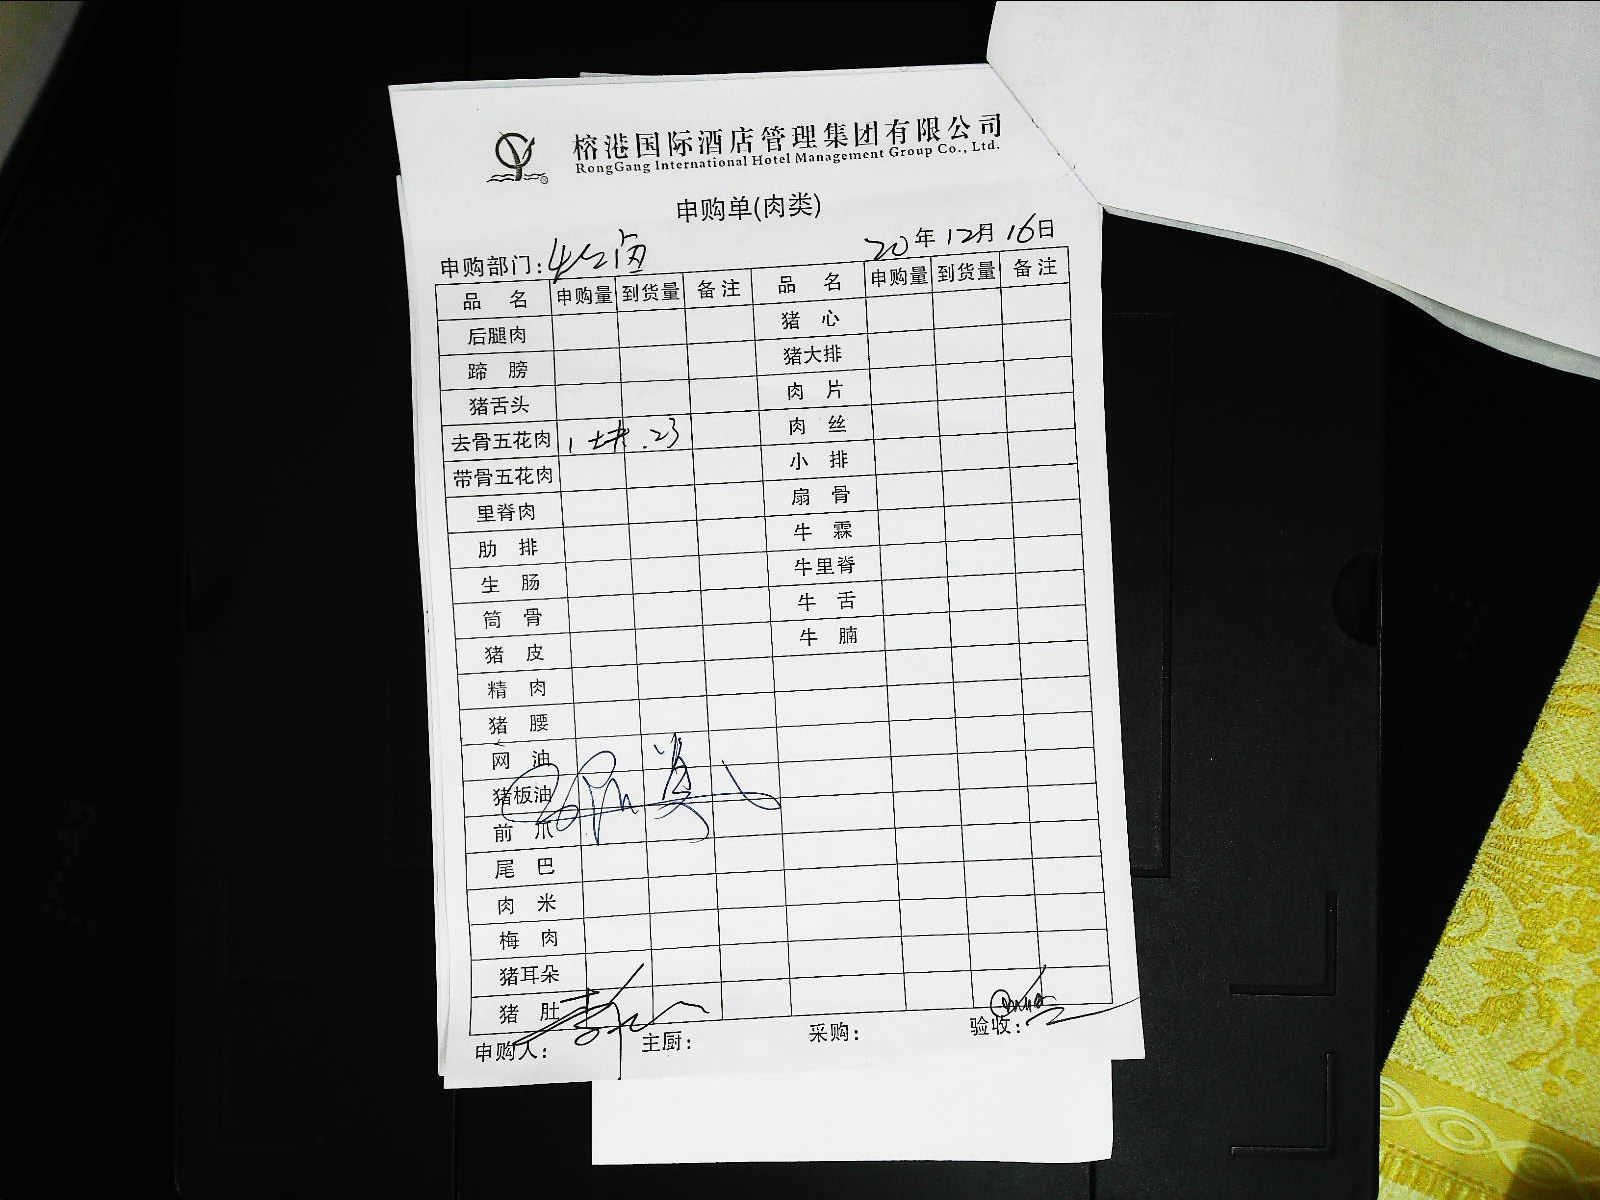 榕港国际酒店管理集团有限公司
RongGang International Hotel Management Group Co., Ltd.
申购单(肉类)
申购部门: 20年12月16日
品名 申购量 到货量 备注 品名 申购量 到货量 备注
后腿肉 猪心
蹄膀 猪大排
猪舌头 肉片
去骨五花肉 1块 .23 肉丝
带骨五花肉 小排
里脊肉 扇骨
肋排 牛霖
生肠 牛里脊
筒骨 牛舌
猪皮 牛腩
精肉
猪腰
网油
猪板油
前爪
尾巴
肉米
梅肉
猪耳朵
猪肚
申购人: 主厨: 采购: 验收: